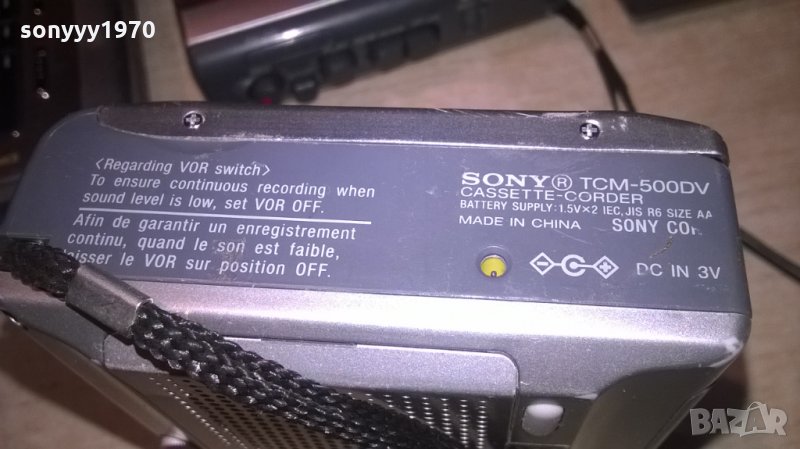 sonyyy1970
<Regarding VOR switch>
To ensure continuous recording when
sound level is low, set VOR OFF.
Afin de garantir un enregistrement
continu, quand le son est faible,
le VOR sur position OFF.
SONY® TCM-500DV
CASSETTE-CORDER
BATTERY SUPPLY:1.5V×2 IEC, JIS R6 SIZE AA
MADE IN CHINA SONY
DC IN 3V
BAZAR